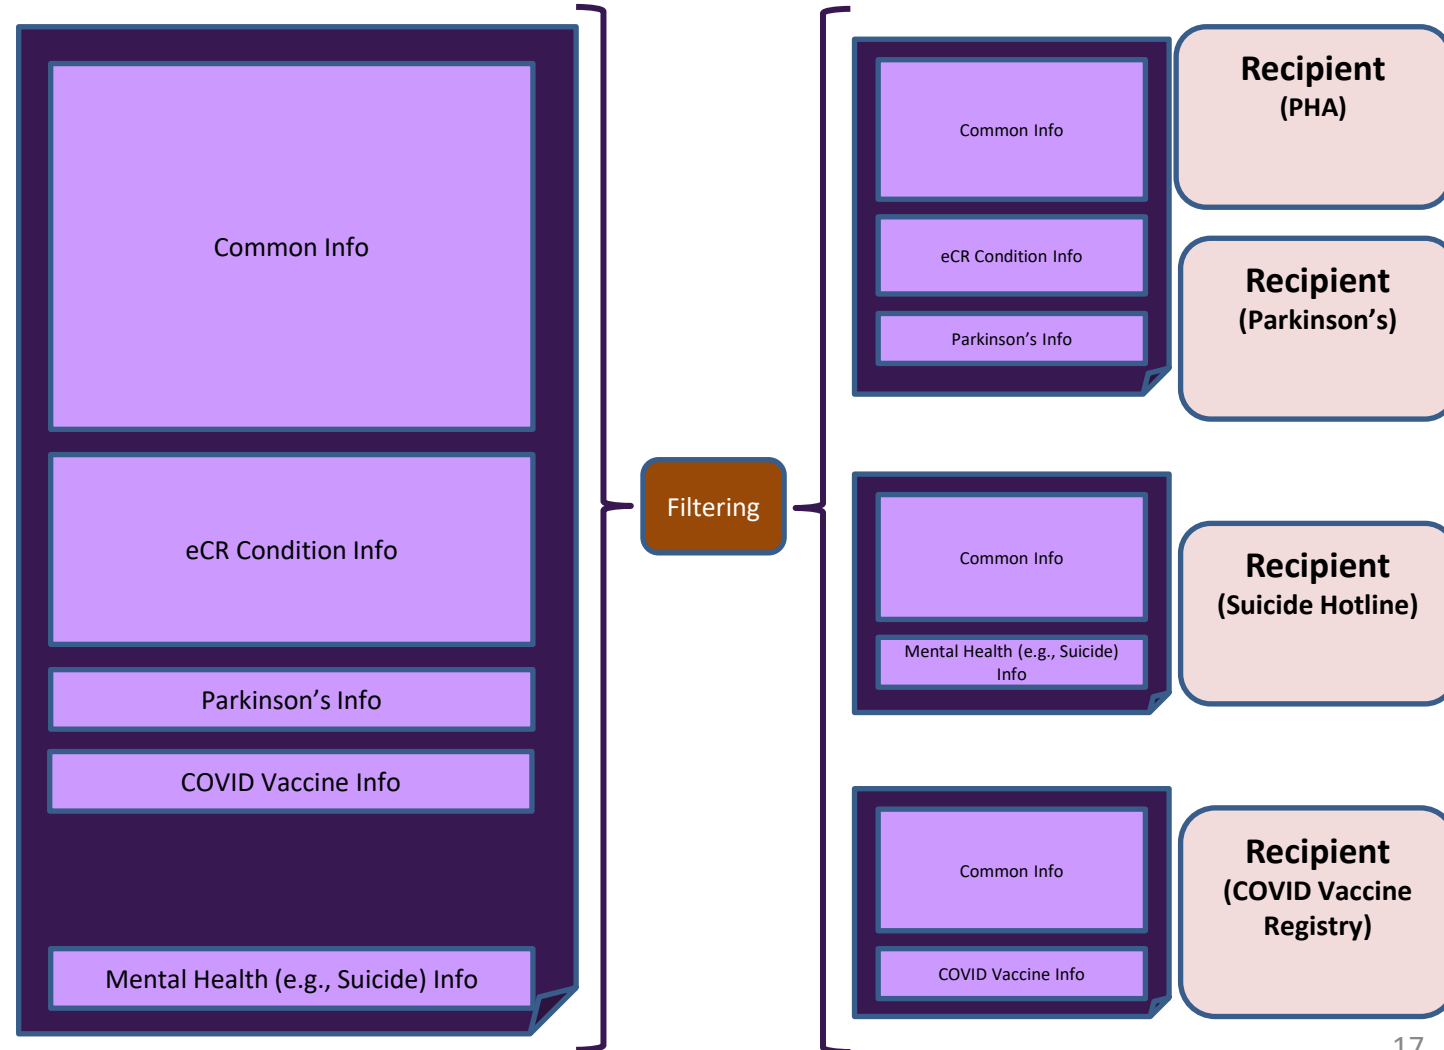 Common Info
eCR Condition Info
Parkinson’s Info
COVID Vaccine Info
Mental Health (e.g., Suicide) Info
Filtering
Common Info
eCR Condition Info
Parkinson’s Info
Recipient
(PHA)
Recipient
(Parkinson’s)
Common Info
Mental Health (e.g., Suicide)
Info
Recipient
(Suicide Hotline)
Common Info
COVID Vaccine Info
Recipient
(COVID Vaccine
Registry)
17